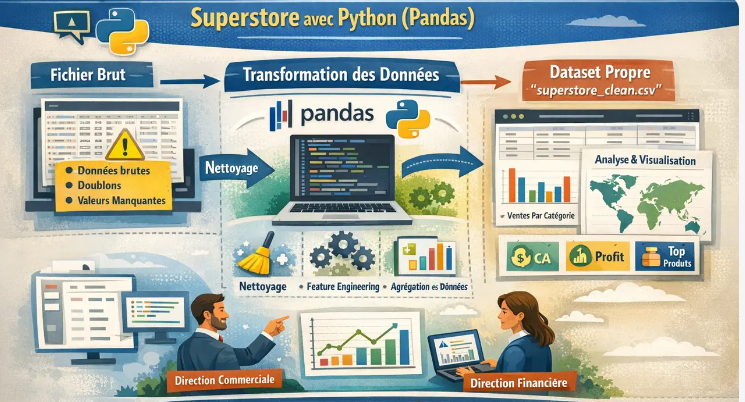 Superstore avec Python (Pandas)
Fichier Brut
Transformation des Données
Dataset Propre
"superstore_clean.csv"
pandas
• Données brutes
• Doublons
• Valeurs Manquantes
Nettoyage
Analyse & Visualisation
Ventes Par Catégorie
CA
Profit
Top
Produts
Nettoyage
• Feature Engineering
• Agrégation es Données
Direction Commerciale
Direction Financière